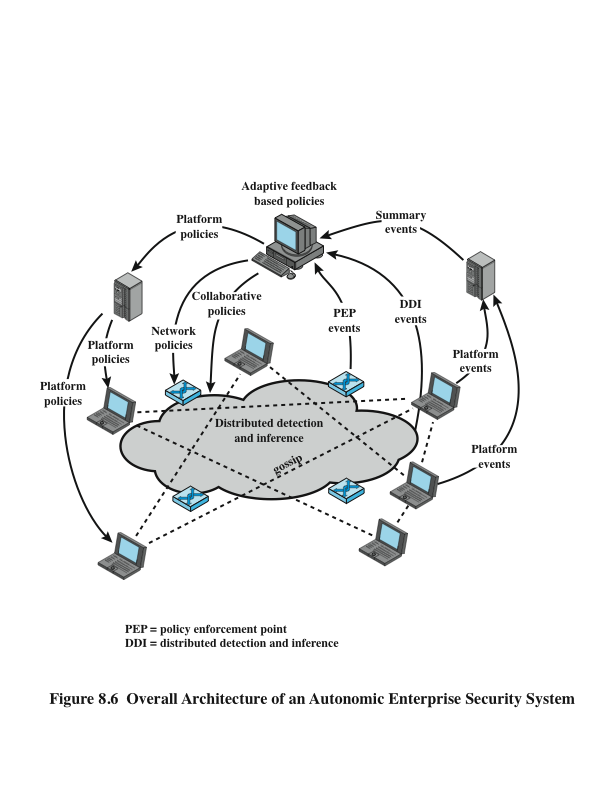 Adaptive feedback
based policies
Platform
policies
Summary
events
Collaborative
policies
PEP
events
DDI
events
Network
policies
Platform
policies
Platform
events
Platform
policies
Distributed detection
and inference
gossip
Platform
events
PEP = policy enforcement point
DDI = distributed detection and inference
Figure 8.6 Overall Architecture of an Autonomic Enterprise Security System